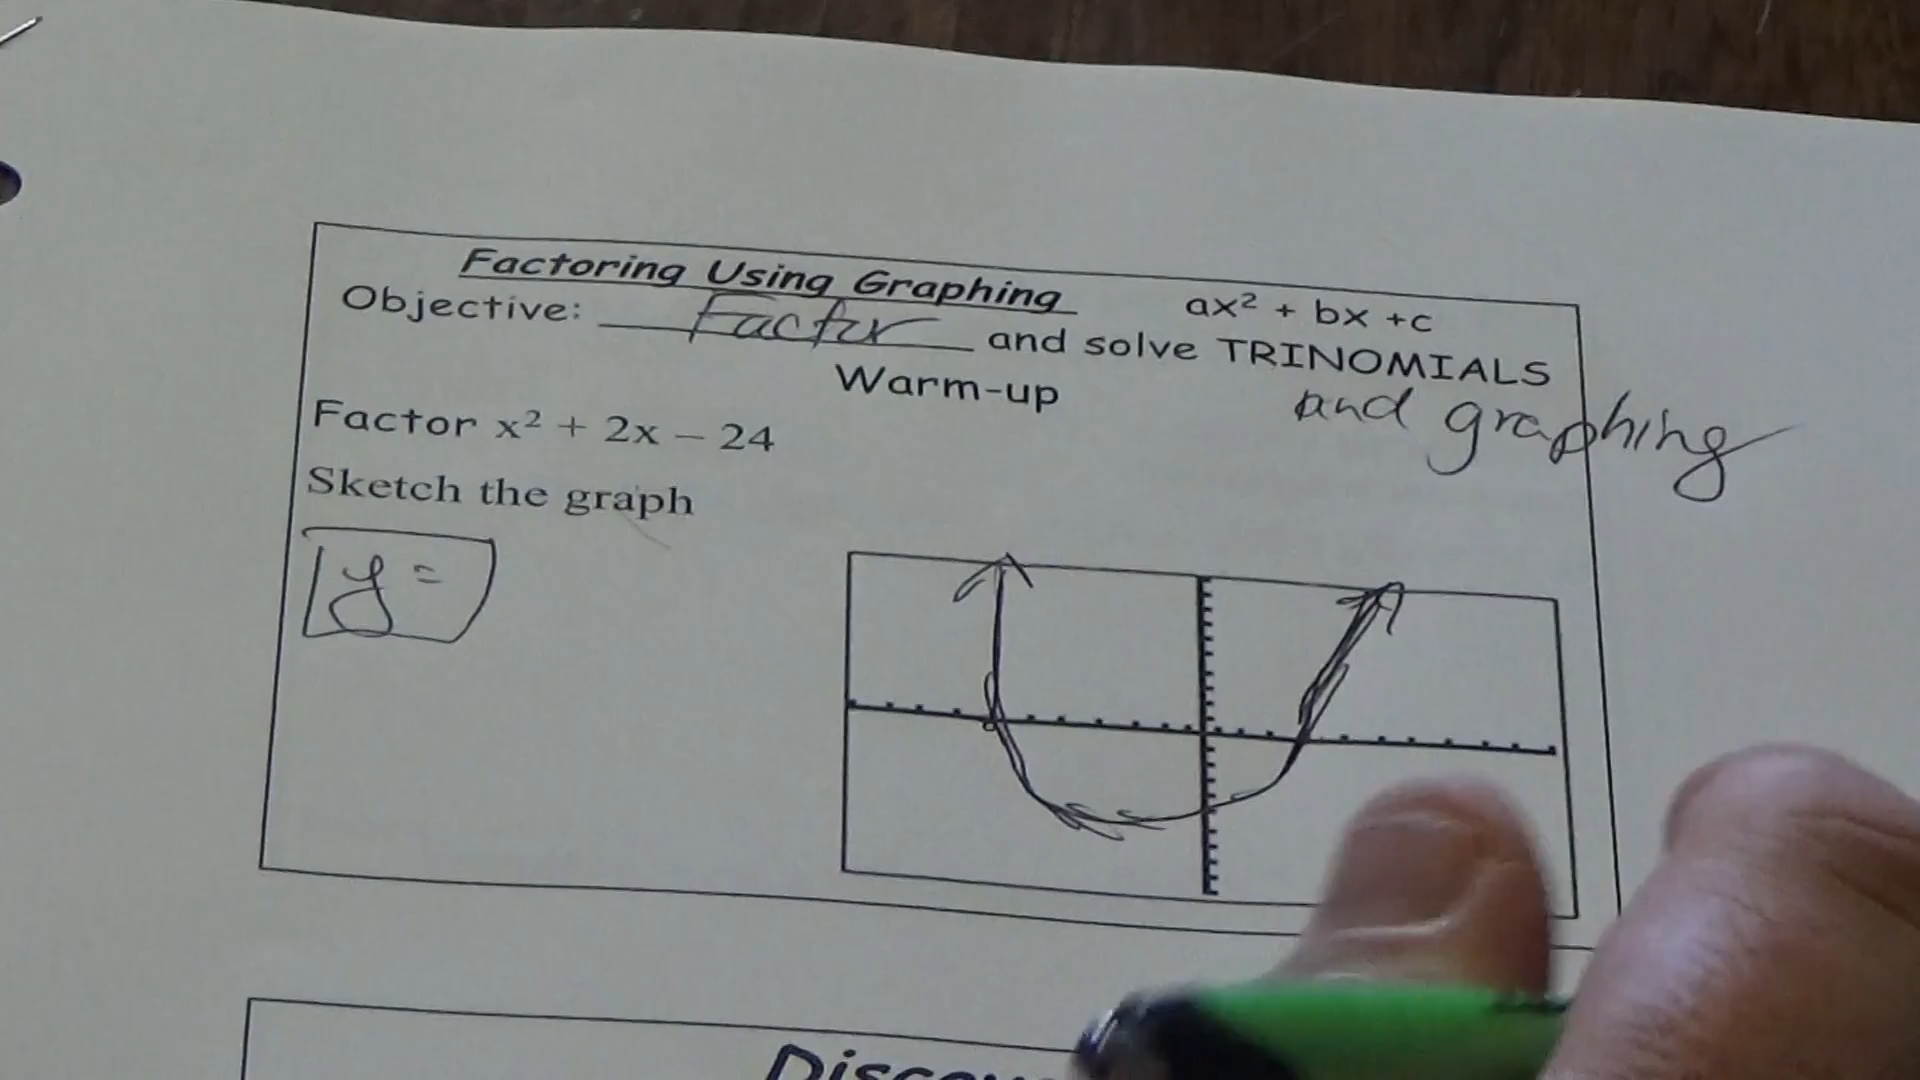 Factoring Using Graphing
ax² + bx +c
Objective: Factor and solve TRINOMIALS
and graphing
Warm-up
Factor x² + 2x – 24
Sketch the graph
y =